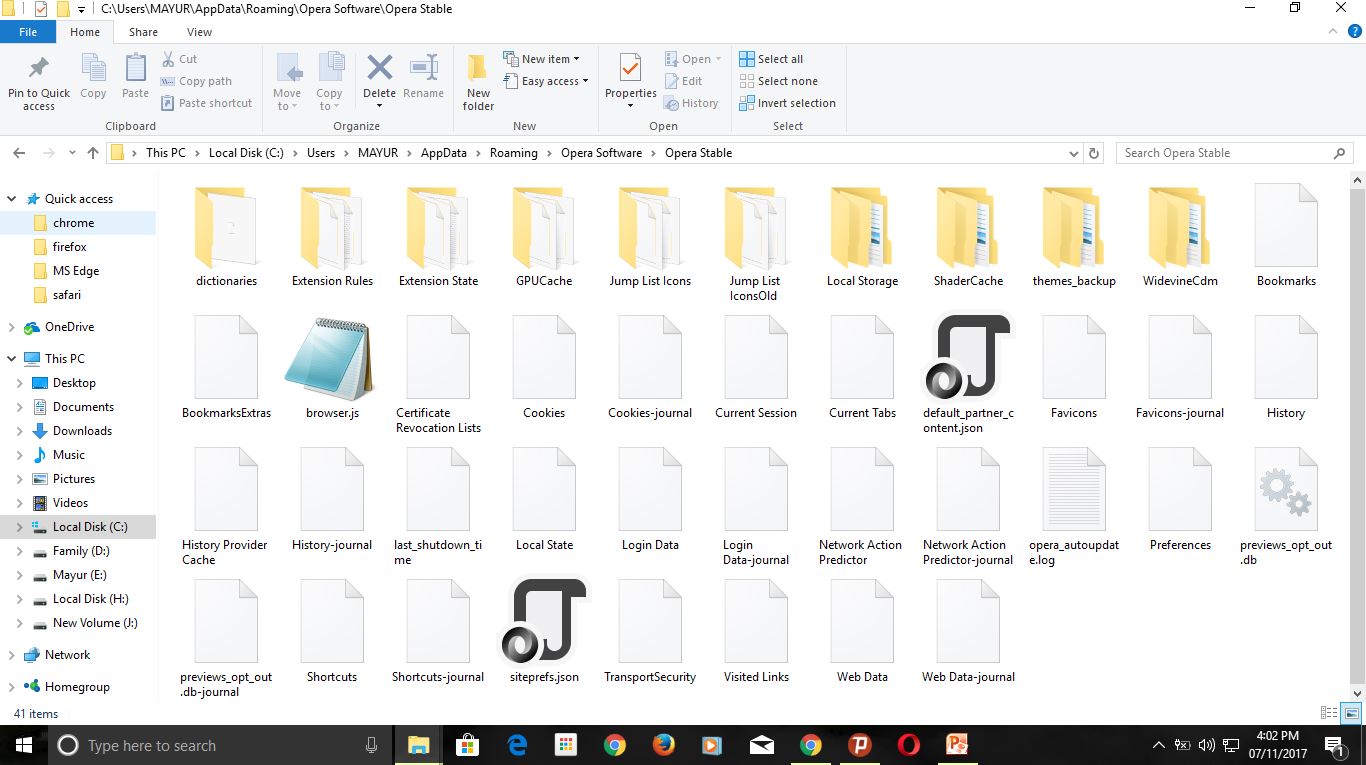 C:\Users\MAYUR\AppData\Roaming\Opera Software\Opera Stable
File Home Share View
Pin to Quick access
Copy
Paste
Cut
Copy path
Paste shortcut
Clipboard
Move to
Copy to
Delete
Rename
Organize
New folder
New item
Easy access
New
Properties
Open
Edit
History
Open
Select all
Select none
Invert selection
Select
This PC > Local Disk (C:) > Users > MAYUR > AppData > Roaming > Opera Software > Opera Stable
Search Opera Stable
Quick access
chrome
firefox
MS Edge
safari
OneDrive
This PC
Desktop
Documents
Downloads
Music
Pictures
Videos
Local Disk (C:)
Family (D:)
Mayur (E:)
Local Disk (H:)
New Volume (J:)
Network
Homegroup
dictionaries
Extension Rules
Extension State
GPUCache
Jump List Icons
Jump List
IconsOld
Local Storage
ShaderCache
themes_backup
WidevineCdm
Bookmarks
BookmarksExtras
browser.js
Certificate
Revocation Lists
Cookies
Cookies-journal
Current Session
Current Tabs
default_partner_c
ontent.json
Favicons
Favicons-journal
History
History Provider
Cache
History-journal
last_shutdown_ti
me
Local State
Login Data
Login
Data-journal
Network Action
Predictor
Network Action
Predictor-journal
opera_autoupdat
e.log
Preferences
previews_opt_out
.db
previews_opt_out
.db-journal
Shortcuts
Shortcuts-journal
siteprefs.json
TransportSecurity
Visited Links
Web Data
Web Data-journal
41 items
Type here to search
4:02 PM
07/11/2017
1